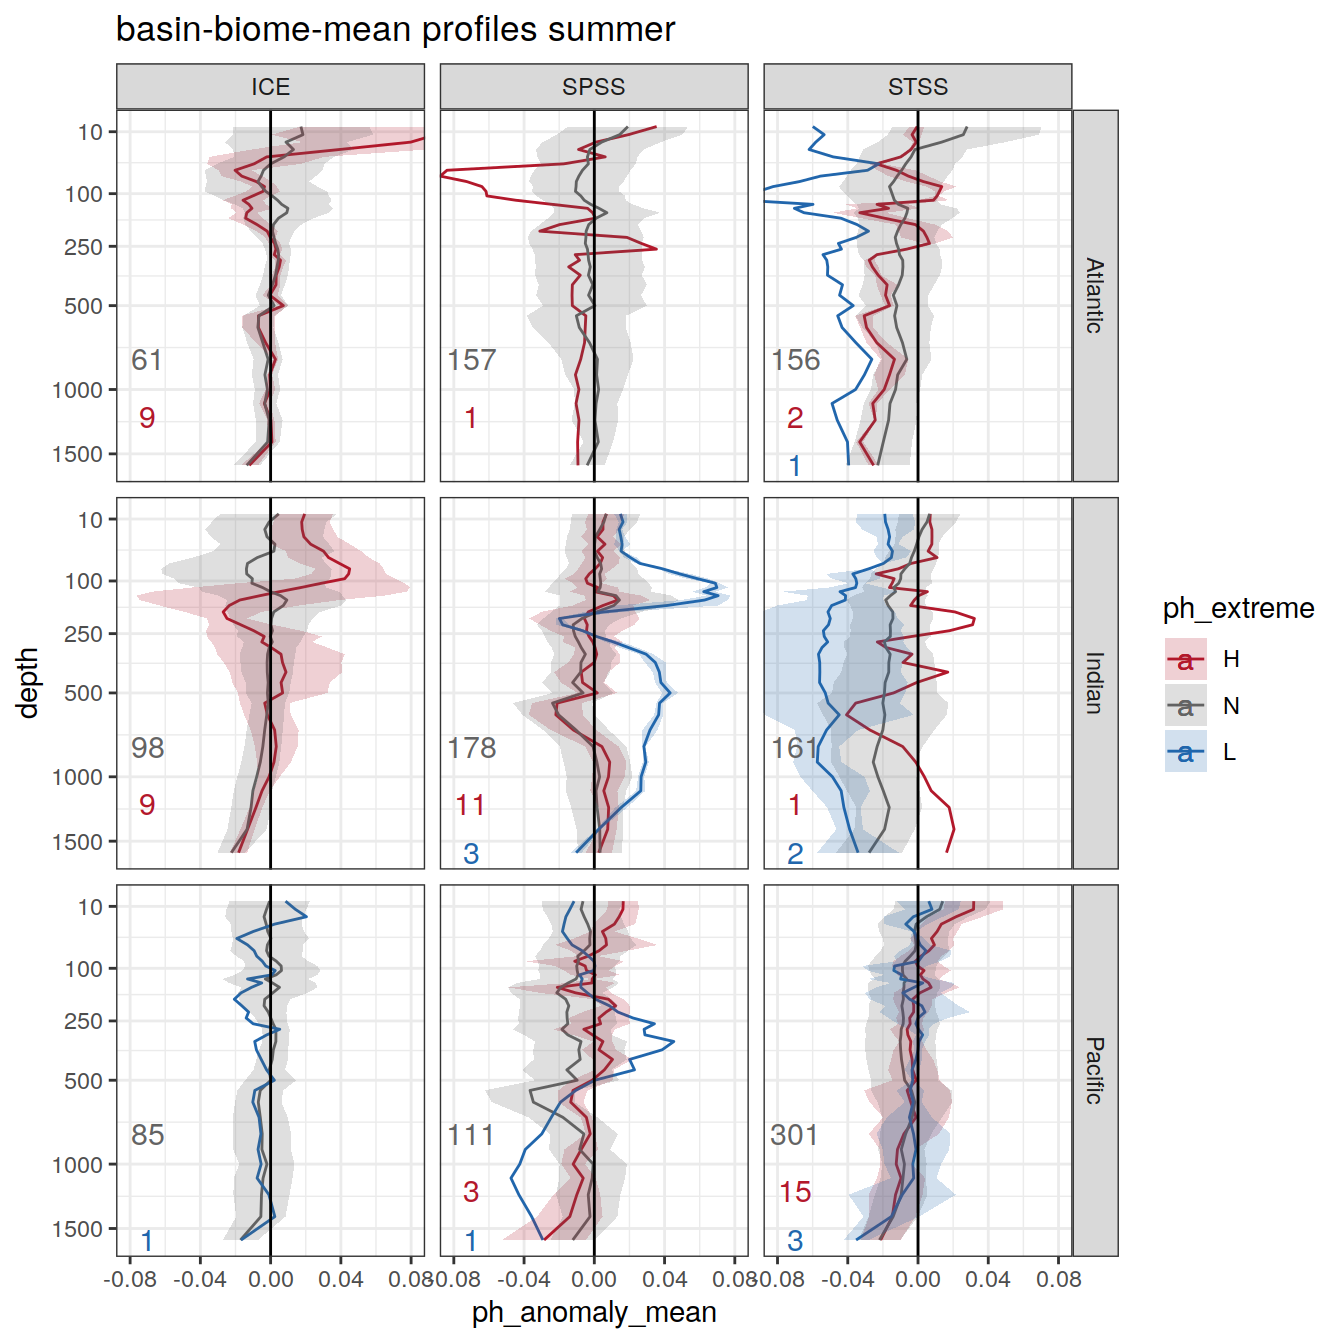 basin-biome-mean profiles summer
ICE SPSS STSS
10
100
250
500
1000
1500
61
9
157
1
156
2
1
Atlantic
10
100
250
500
1000
1500
98
9
178
11
3
161
1
2
Indian
10
100
250
500
1000
1500
85
1
111
3
1
301
15
3
Pacific
-0.08 -0.04 0.00 0.04 0.08
-0.08 -0.04 0.00 0.04 0.08
-0.08 -0.04 0.00 0.04 0.08
ph_anomaly_mean
depth
ph_extreme
a H
a N
a L